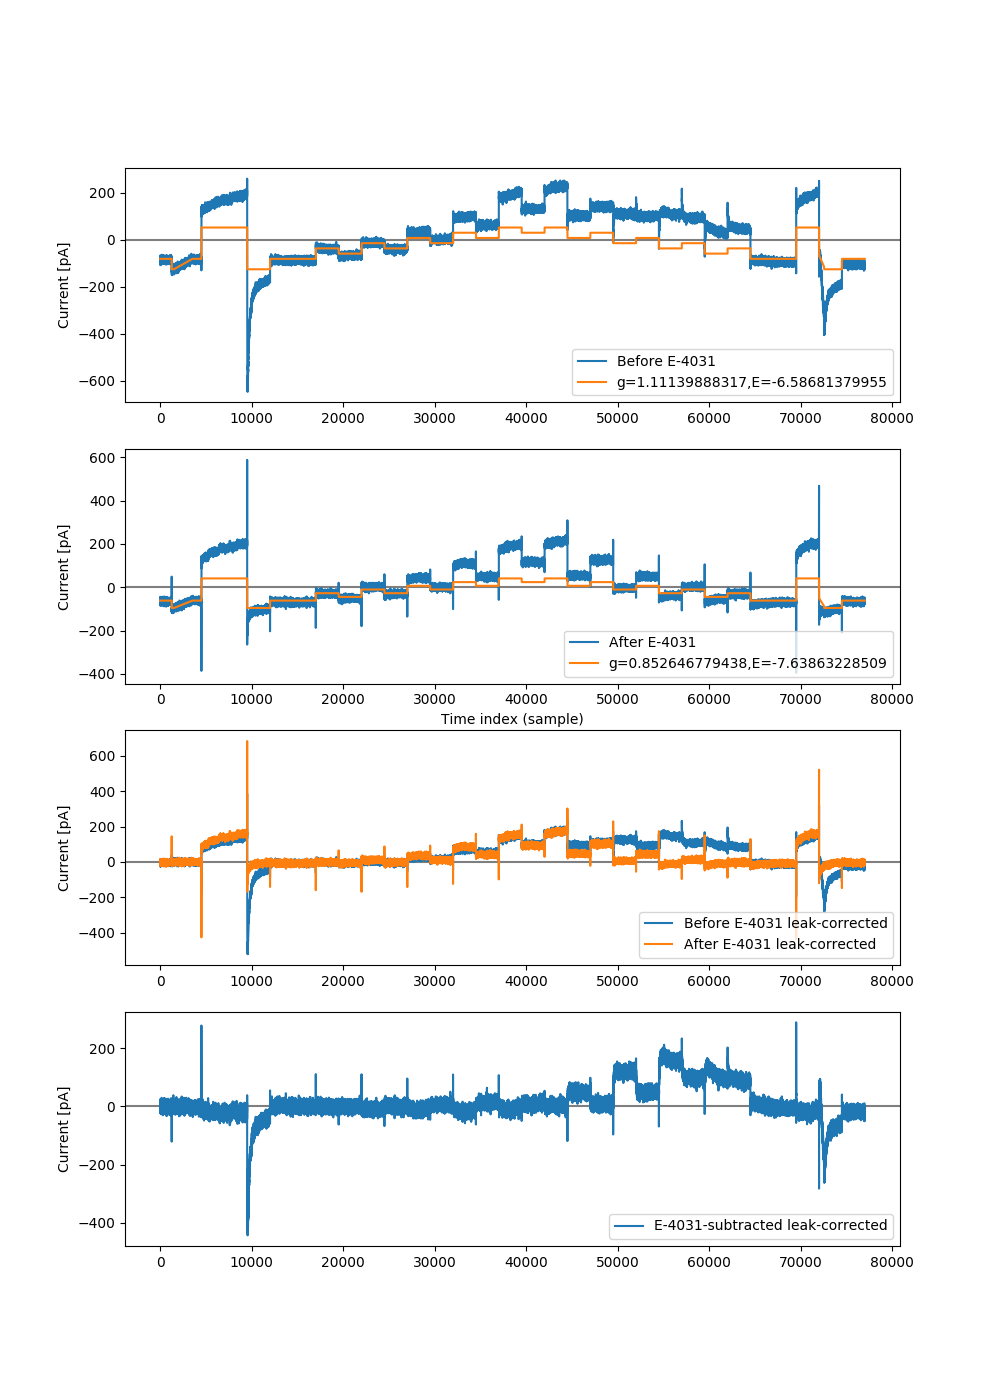 200
0
−200
−400
−600
Current [pA]
Before E-4031
g=1.11139888317,E=-6.58681379955
0 10000 20000 30000 40000 50000 60000 70000 80000
600
400
200
0
−200
−400
Current [pA]
After E-4031
g=0.852646779438,E=-7.63863228509
0 10000 20000 30000 40000 50000 60000 70000 80000
Time index (sample)
600
400
200
0
−200
−400
Current [pA]
Before E-4031 leak-corrected
After E-4031 leak-corrected
0 10000 20000 30000 40000 50000 60000 70000 80000
200
0
−200
−400
Current [pA]
E-4031-subtracted leak-corrected
0 10000 20000 30000 40000 50000 60000 70000 80000